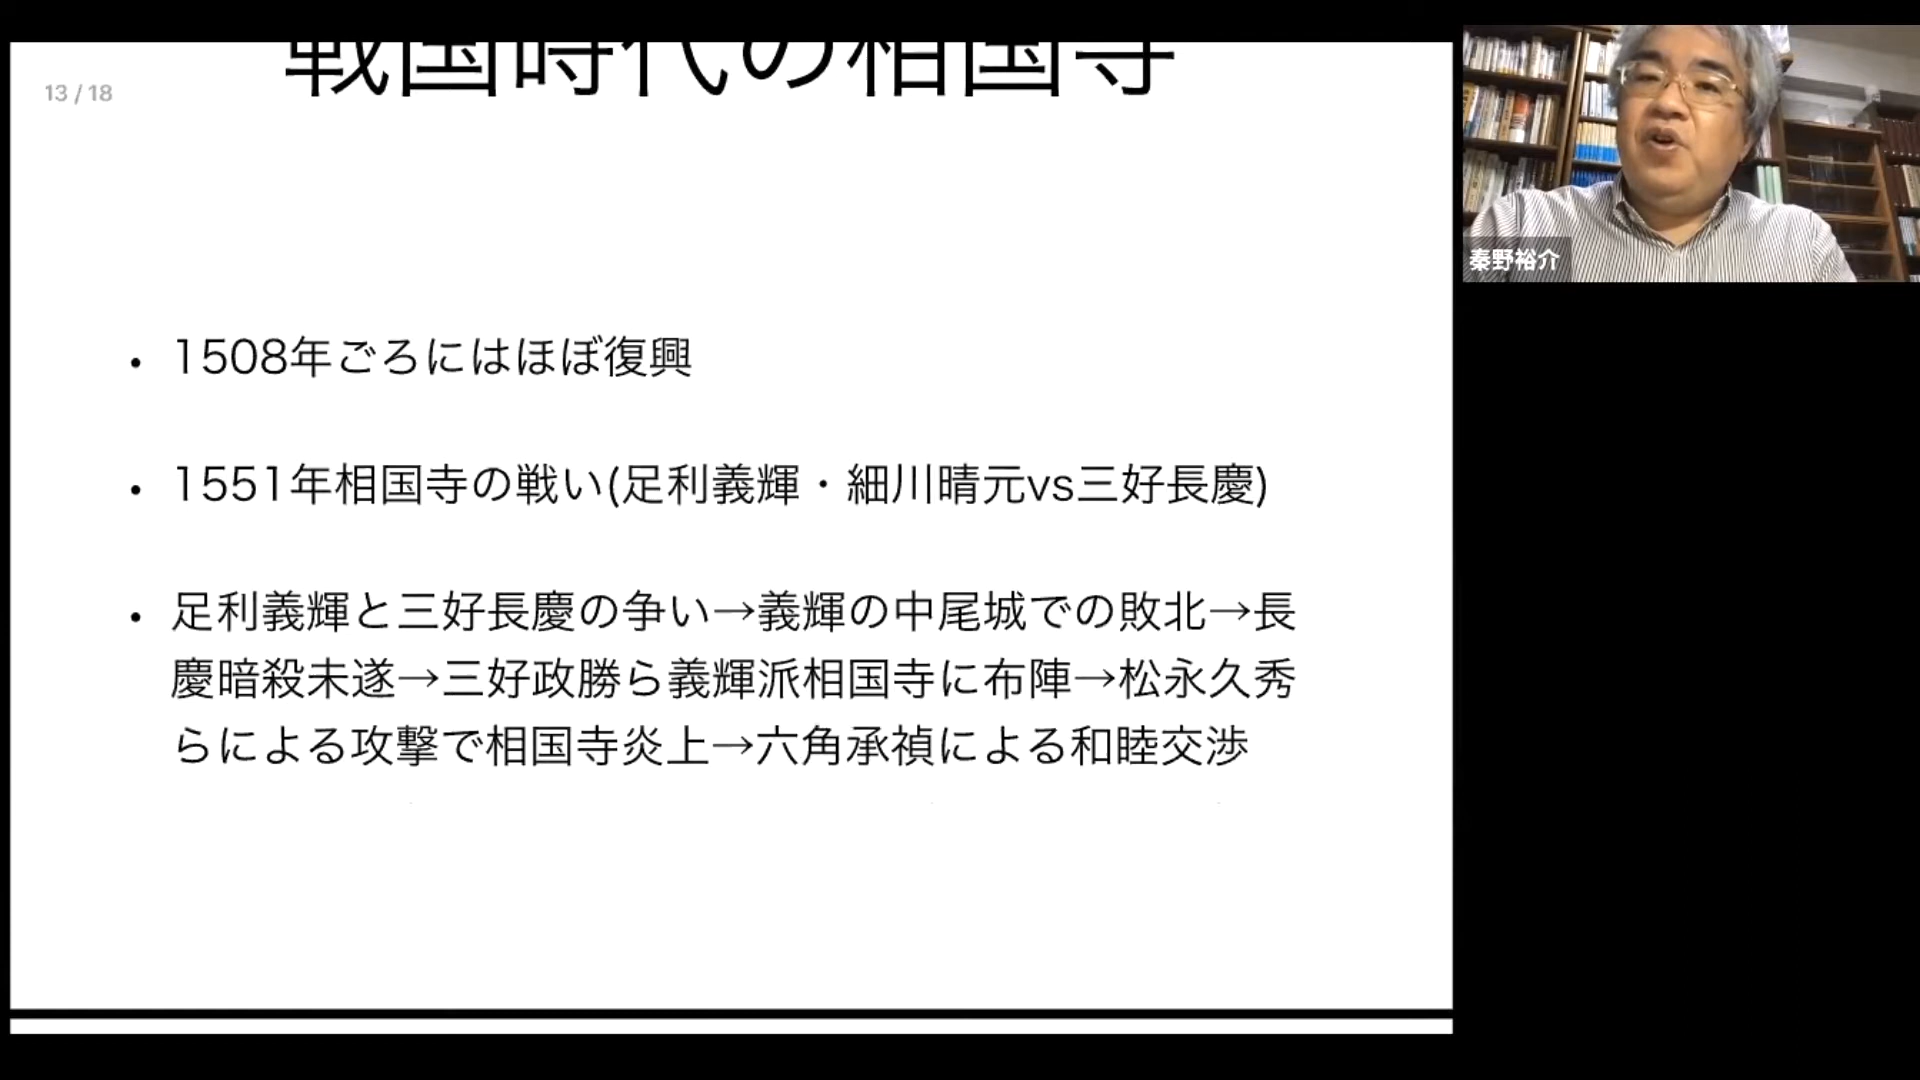 戦国時代の相国寺
13 / 18
• 1508年ごろにはほぼ復興
• 1551年相国寺の戦い(足利義輝・細川晴元vs三好長慶)
• 足利義輝と三好長慶の争い→義輝の中尾城での敗北→長
慶暗殺未遂→三好政勝ら義輝派相国寺に布陣→松永久秀
らによる攻撃で相国寺炎上→六角承禎による和睦交渉
秦野裕介